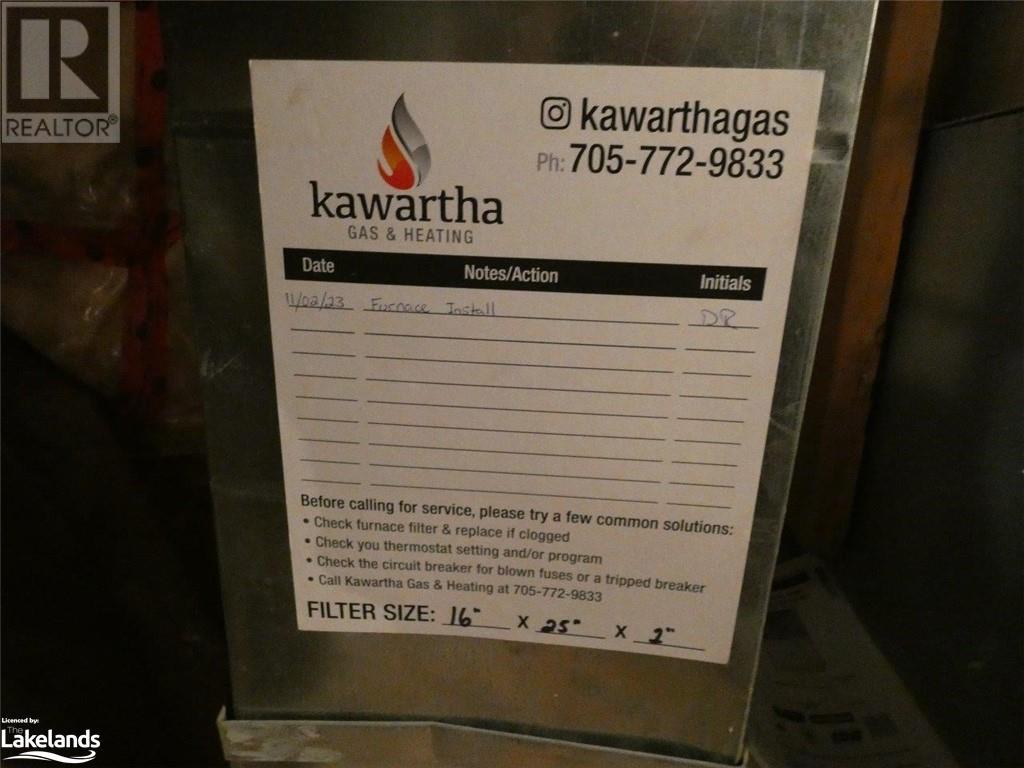 R
REALTOR®
kawarthagas
Ph: 705-772-9833
kawartha
GAS & HEATING
Date Notes/Action Initials
11/02/23 Furnace Install DR
Before calling for service, please try a few common solutions:
• Check furnace filter & replace if clogged
• Check you thermostat setting and/or program
• Check the circuit breaker for blown fuses or a tripped breaker
• Call Kawartha Gas & Heating at 705-772-9833
FILTER SIZE: 16" X 25" X 2"
Licenced by:
The
Lakelands